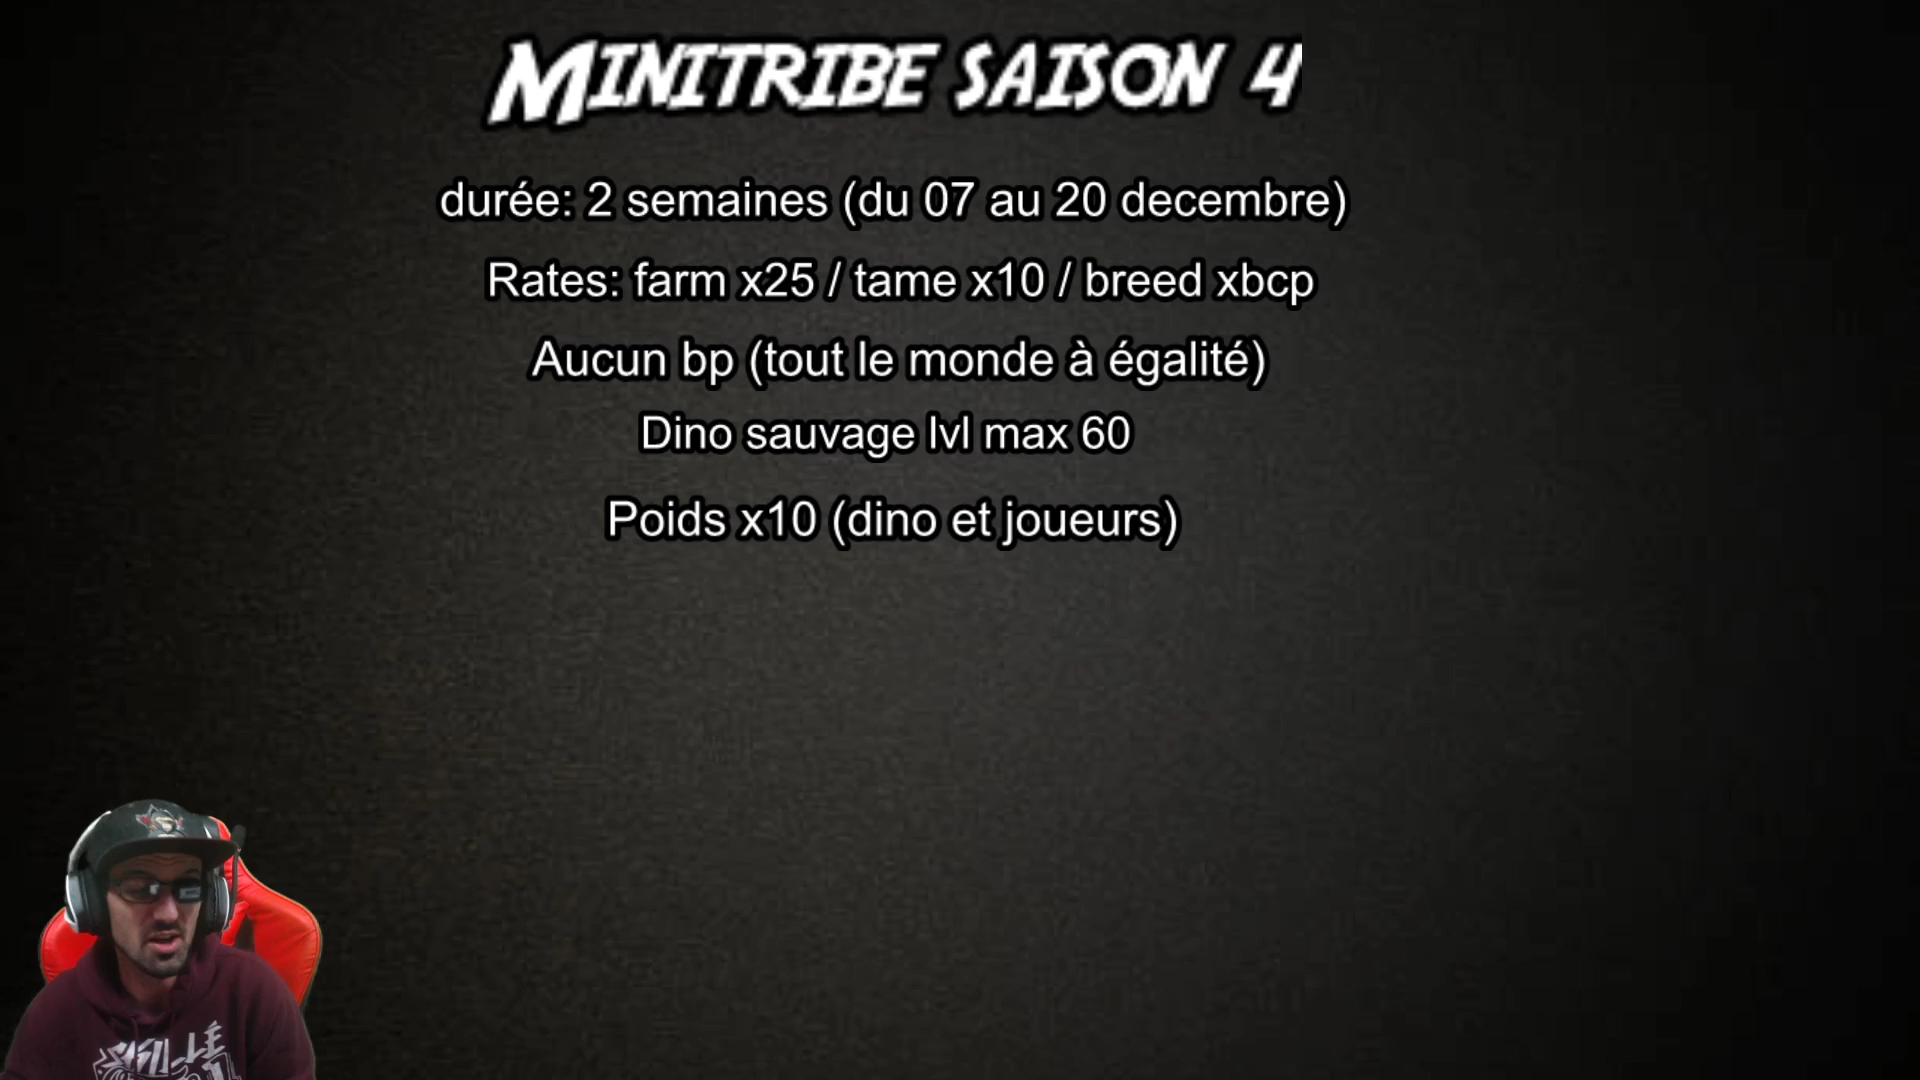 MINITRIBE SAISON 4
durée: 2 semaines (du 07 au 20 decembre)
Rates: farm x25 / tame x10 / breed xbcp
Aucun bp (tout le monde à égalité)
Dino sauvage lvl max 60
Poids x10 (dino et joueurs)